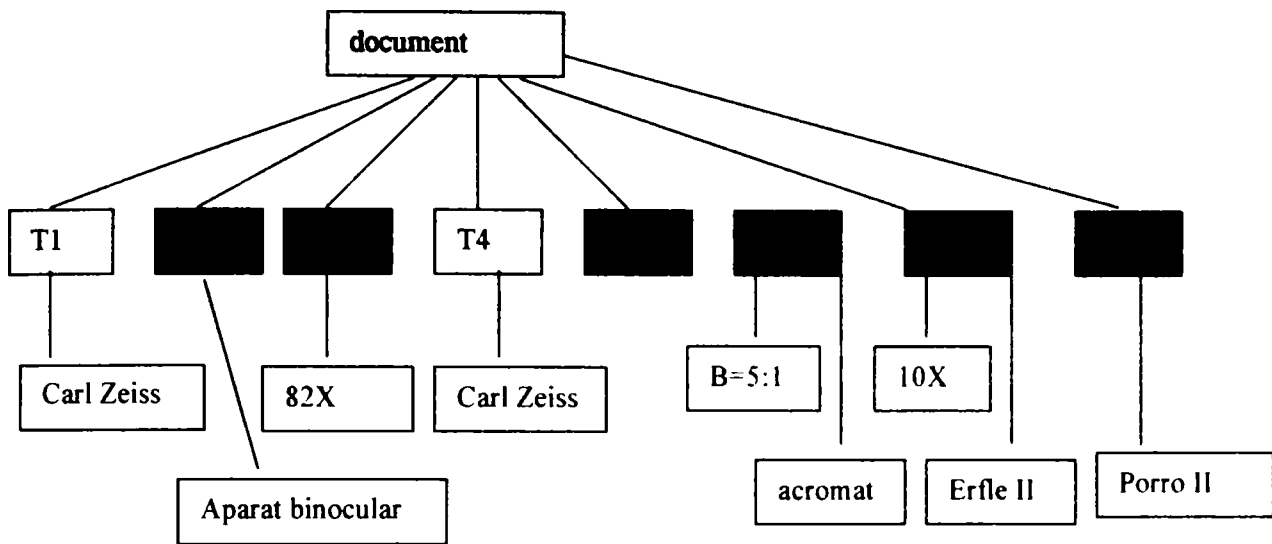 document
T1
T4
Carl Zeiss
82X
Carl Zeiss
B=5:1
10X
Aparat binocular
acromat
Erfle II
Porro II